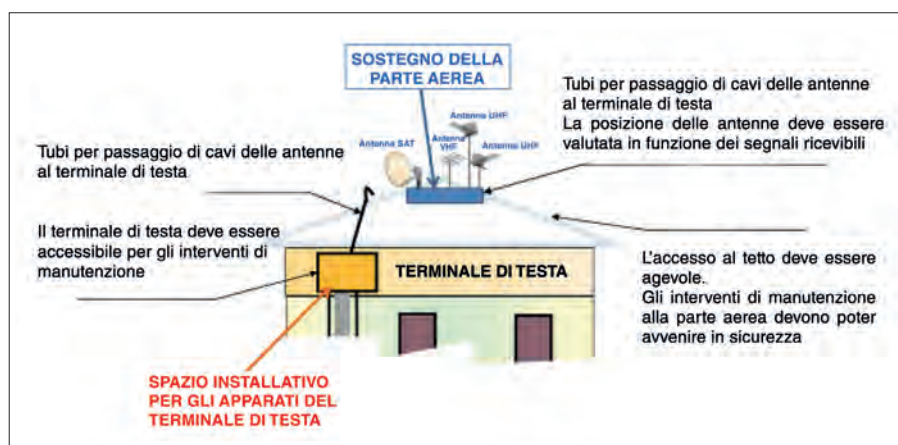 SOSTEGNO DELLA
PARTE AEREA
Antenna UHF
Antenna SAT
Antenna
VHF
Antenna UHF
Tubi per passaggio di cavi delle antenne
al terminale di testa
La posizione delle antenne deve essere
valutata in funzione dei segnali ricevibili
Tubi per passaggio di cavi delle antenne
al terminale di testa
Il terminale di testa deve essere
accessibile per gli interventi di
manutenzione
TERMINALE DI TESTA
L'accesso al tetto deve essere
agevole.
Gli interventi di manutenzione
alla parte aerea devono poter
avvenire in sicurezza
SPAZIO INSTALLATIVO
PER GLI APPARATI DEL
TERMINALE DI TESTA